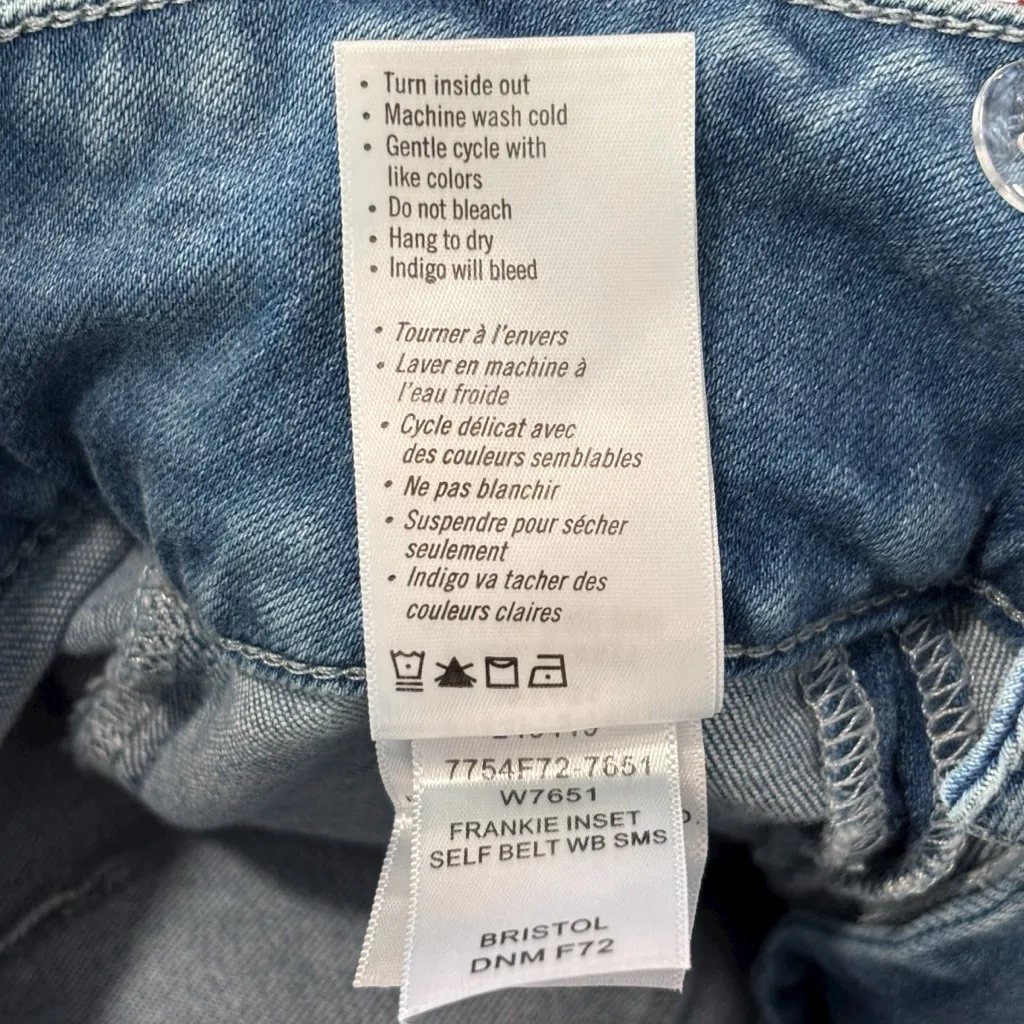 • Turn inside out
• Machine wash cold
• Gentle cycle with
like colors
• Do not bleach
• Hang to dry
• Indigo will bleed
• Tourner à l'envers
• Laver en machine à
l'eau froide
• Cycle délicat avec
des couleurs semblables
• Ne pas blanchir
• Suspendre pour sécher
seulement
• Indigo va tacher des
couleurs claires
7754F72-7651
W7651
FRANKIE INSET
SELF BELT WB SMS
BRISTOL
DNM F72